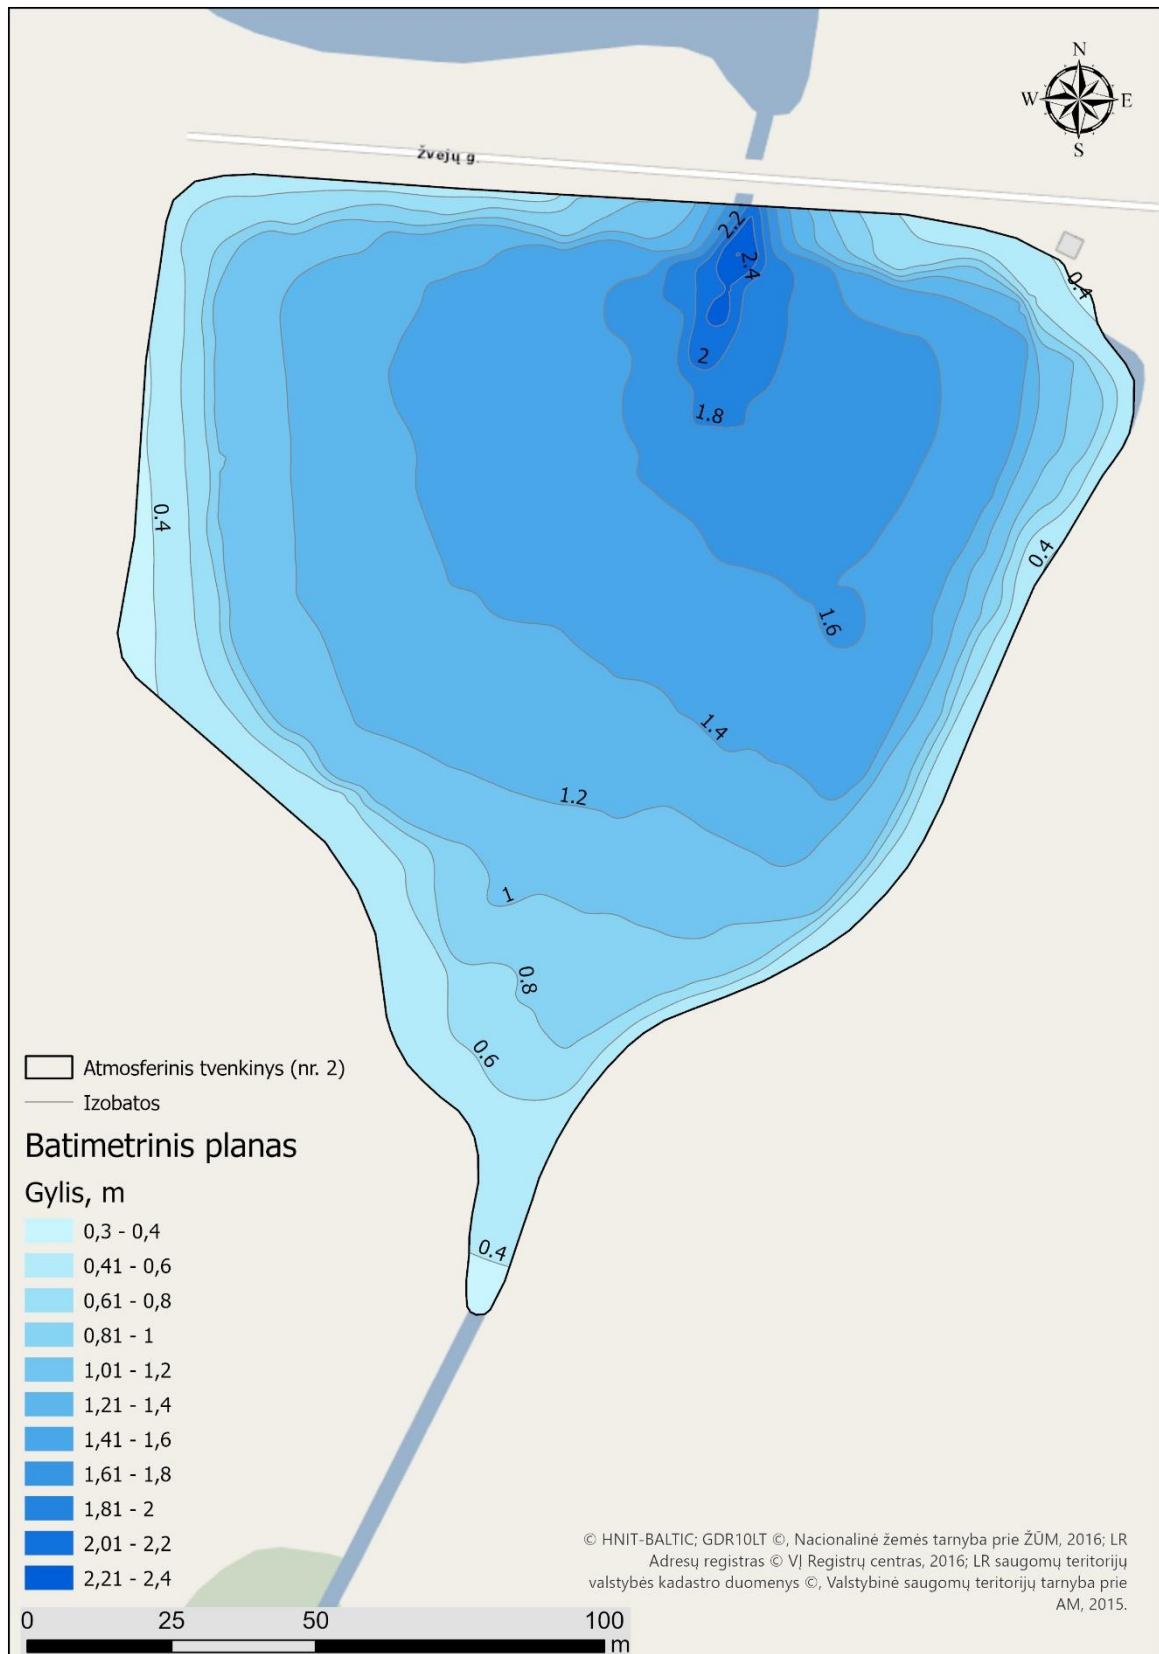 N
W E
S
Žvejų g.
2.2
2.4
0.4
2
1.8
0.4
0.4
1.6
1.4
1.2
1
0.8
0.6
0.4
Atmosferinis tvenkinys (nr. 2)
Izobatos
Batimetrinis planas
Gylis, m
0,3 - 0,4
0,41 - 0,6
0,61 - 0,8
0,81 - 1
1,01 - 1,2
1,21 - 1,4
1,41 - 1,6
1,61 - 1,8
1,81 - 2
2,01 - 2,2
2,21 - 2,4
© HNIT-BALTIC; GDR10LT ©, Nacionalinė žemės tarnyba prie ŽŪM, 2016; LR
Adresų registras © VĮ Registrų centras, 2016; LR saugomų teritorijų
valstybės kadastro duomenys ©, Valstybinė saugomų teritorijų tarnyba prie
AM, 2015.
0 25 50 100
m